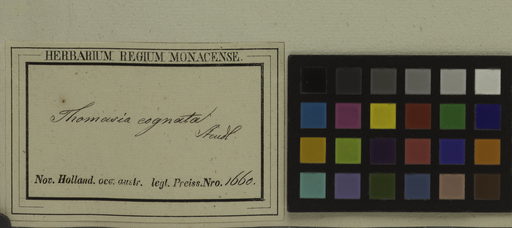 HERBARIUM REGIUM MONACENSE.
Thomasia cognata
Steud
Nov. Holland. occ. austr. legt. Preiss. Nro. 1660.